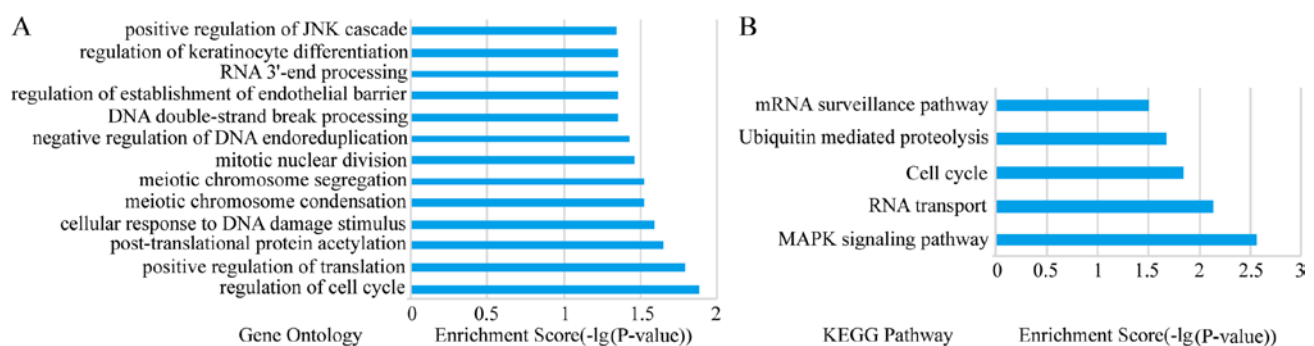 A
positive regulation of JNK cascade
regulation of keratinocyte differentiation
RNA 3'-end processing
regulation of establishment of endothelial barrier
DNA double-strand break processing
negative regulation of DNA endoreduplication
mitotic nuclear division
meiotic chromosome segregation
meiotic chromosome condensation
cellular response to DNA damage stimulus
post-translational protein acetylation
positive regulation of translation
regulation of cell cycle
0 0.5 1 1.5 2
Gene Ontology Enrichment Score(-lg(P-value))
B
mRNA surveillance pathway
Ubiquitin mediated proteolysis
Cell cycle
RNA transport
MAPK signaling pathway
0 0.5 1 1.5 2 2.5 3
KEGG Pathway Enrichment Score(-lg(P-value))